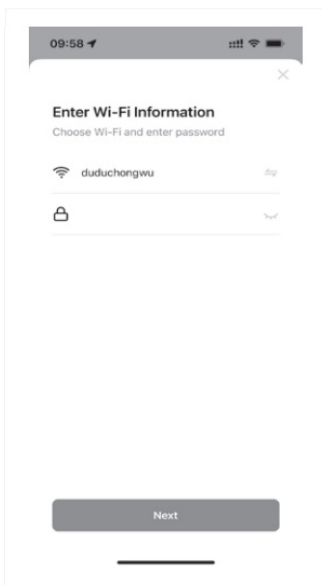 09:58
Enter Wi-Fi Information
Choose Wi-Fi and enter password
duduchongwu
Next